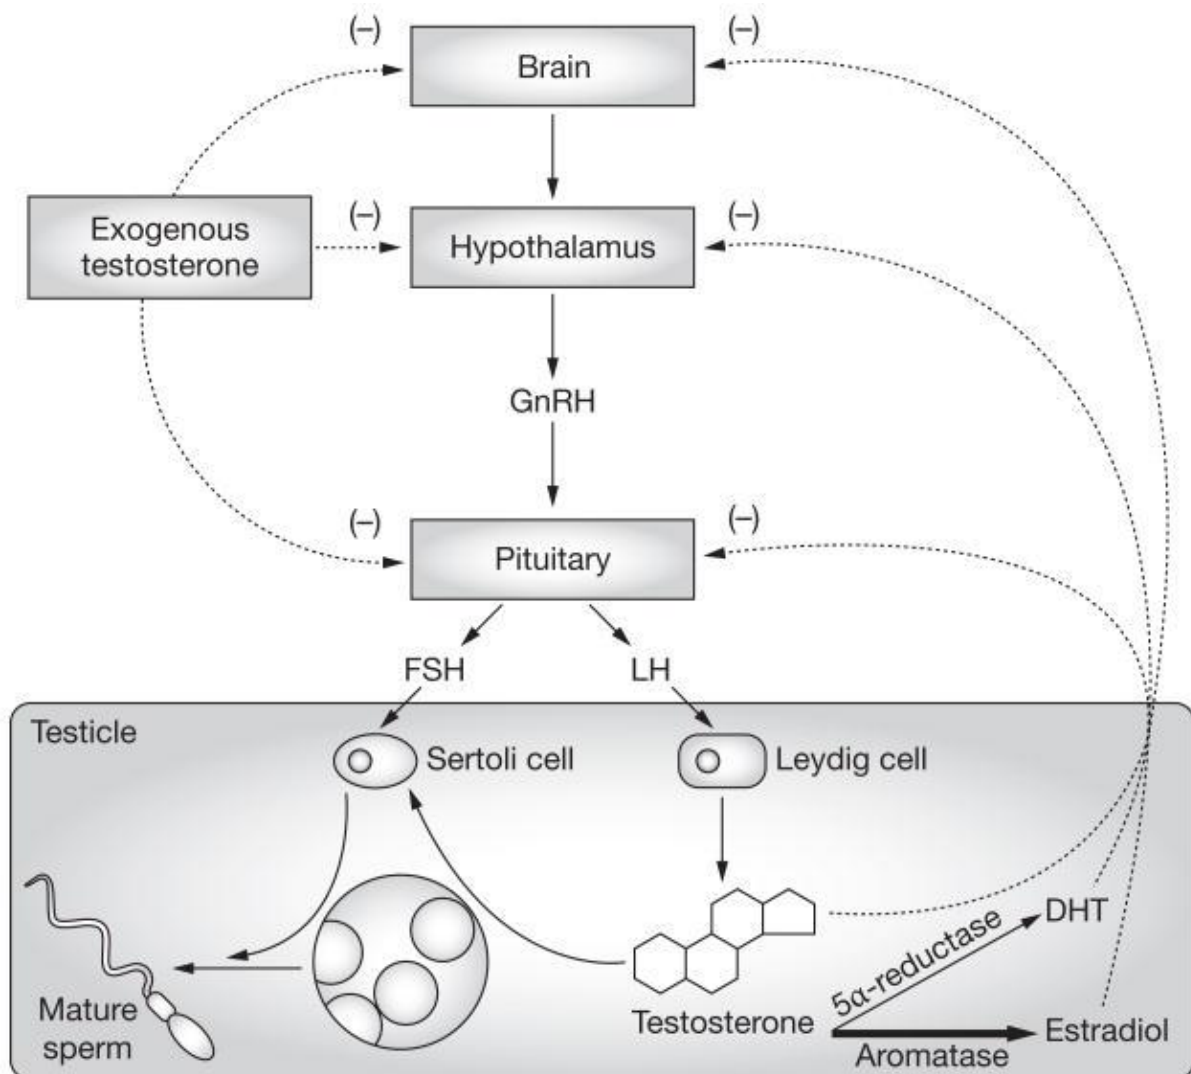 (-)
(-)
Brain
Exogenous
testosterone
(-)
(-)
Hypothalamus
GnRH
(-)
(-)
Pituitary
FSH
LH
Testicle
Sertoli cell
Leydig cell
Mature
sperm
Testosterone
5α-reductase
DHT
Aromatase
Estradiol